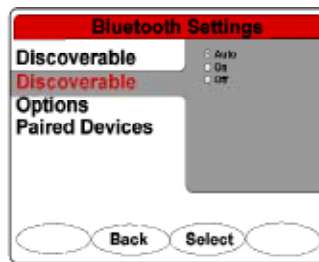 Bluetooth Settings
Discoverable
Auto
On
Discoverable
Off
Options
Paired Devices
Back
Select